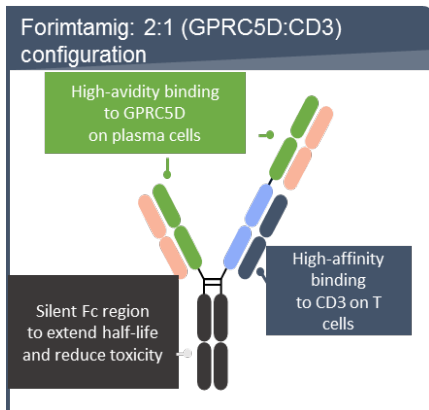 Forimtamig: 2:1 (GPRC5D:CD3)
configuration
High-avidity binding
to GPRC5D
on plasma cells
High-affinity
binding
to CD3 on T
cells
Silent Fc region
to extend half-life
and reduce toxicity